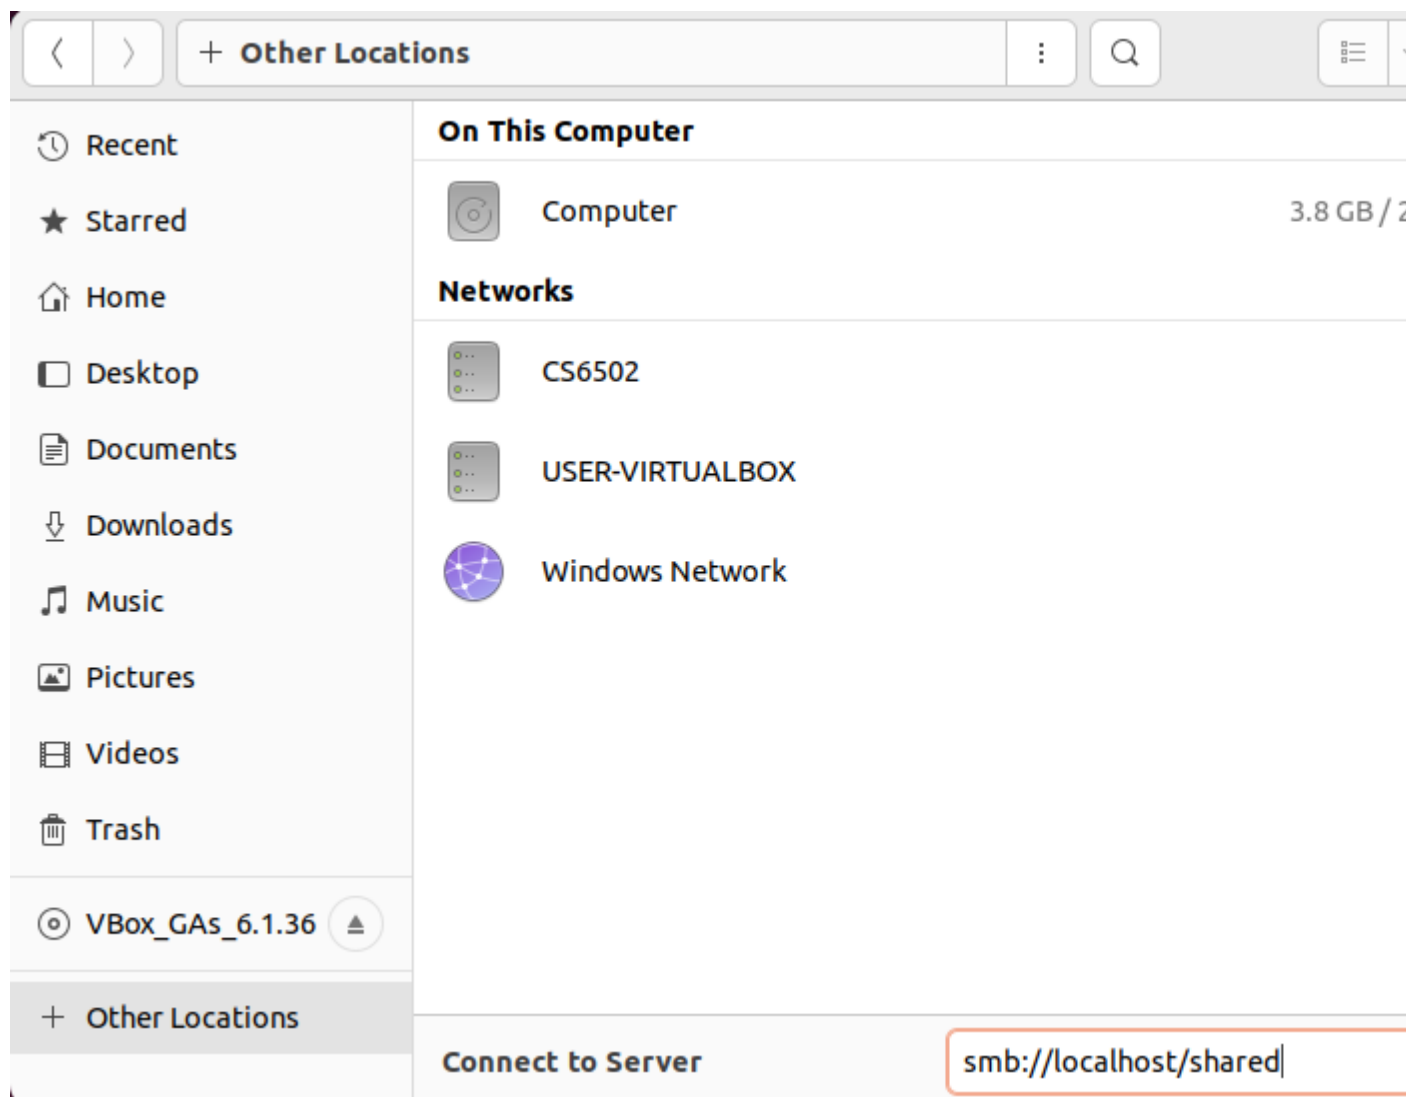 Other Locations
Recent
Starred
Home
Desktop
Documents
Downloads
Music
Pictures
Videos
Trash
VBox_GAs_6.1.36
Other Locations
On This Computer
Computer
3.8 GB / 2
Networks
CS6502
USER-VIRTUALBOX
Windows Network
Connect to Server
smb://localhost/shared